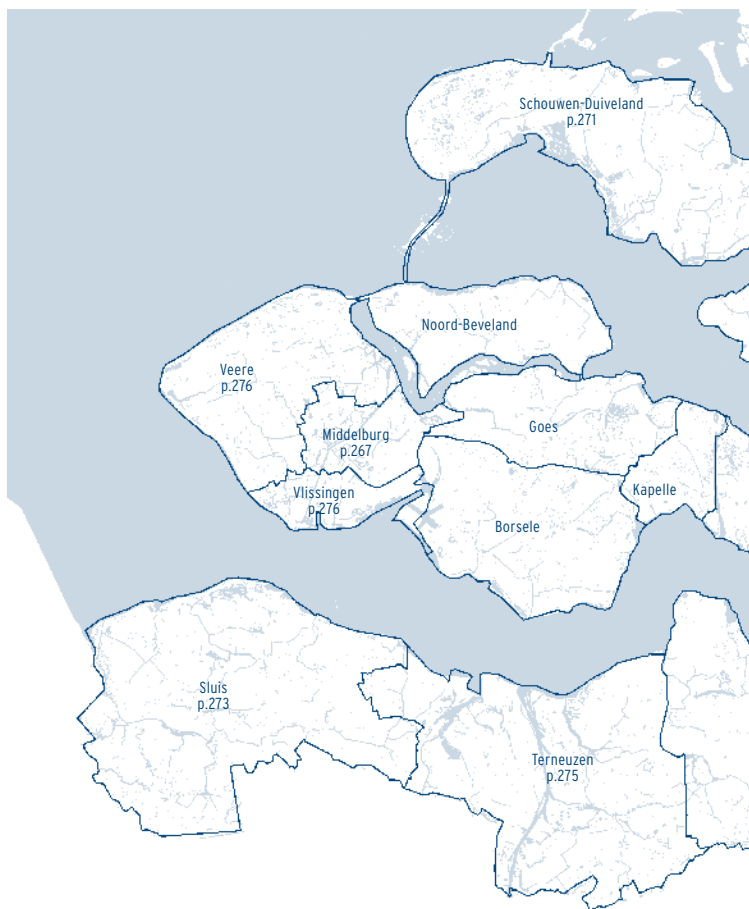 Schouwen-Duiveland
p.271
Noord-Beveland
Veere
p.276
Goes
Middelburg
p.267
Kapelle
Vlissingen
p.276
Borsele
Sluis
p.273
Terneuzen
p.275